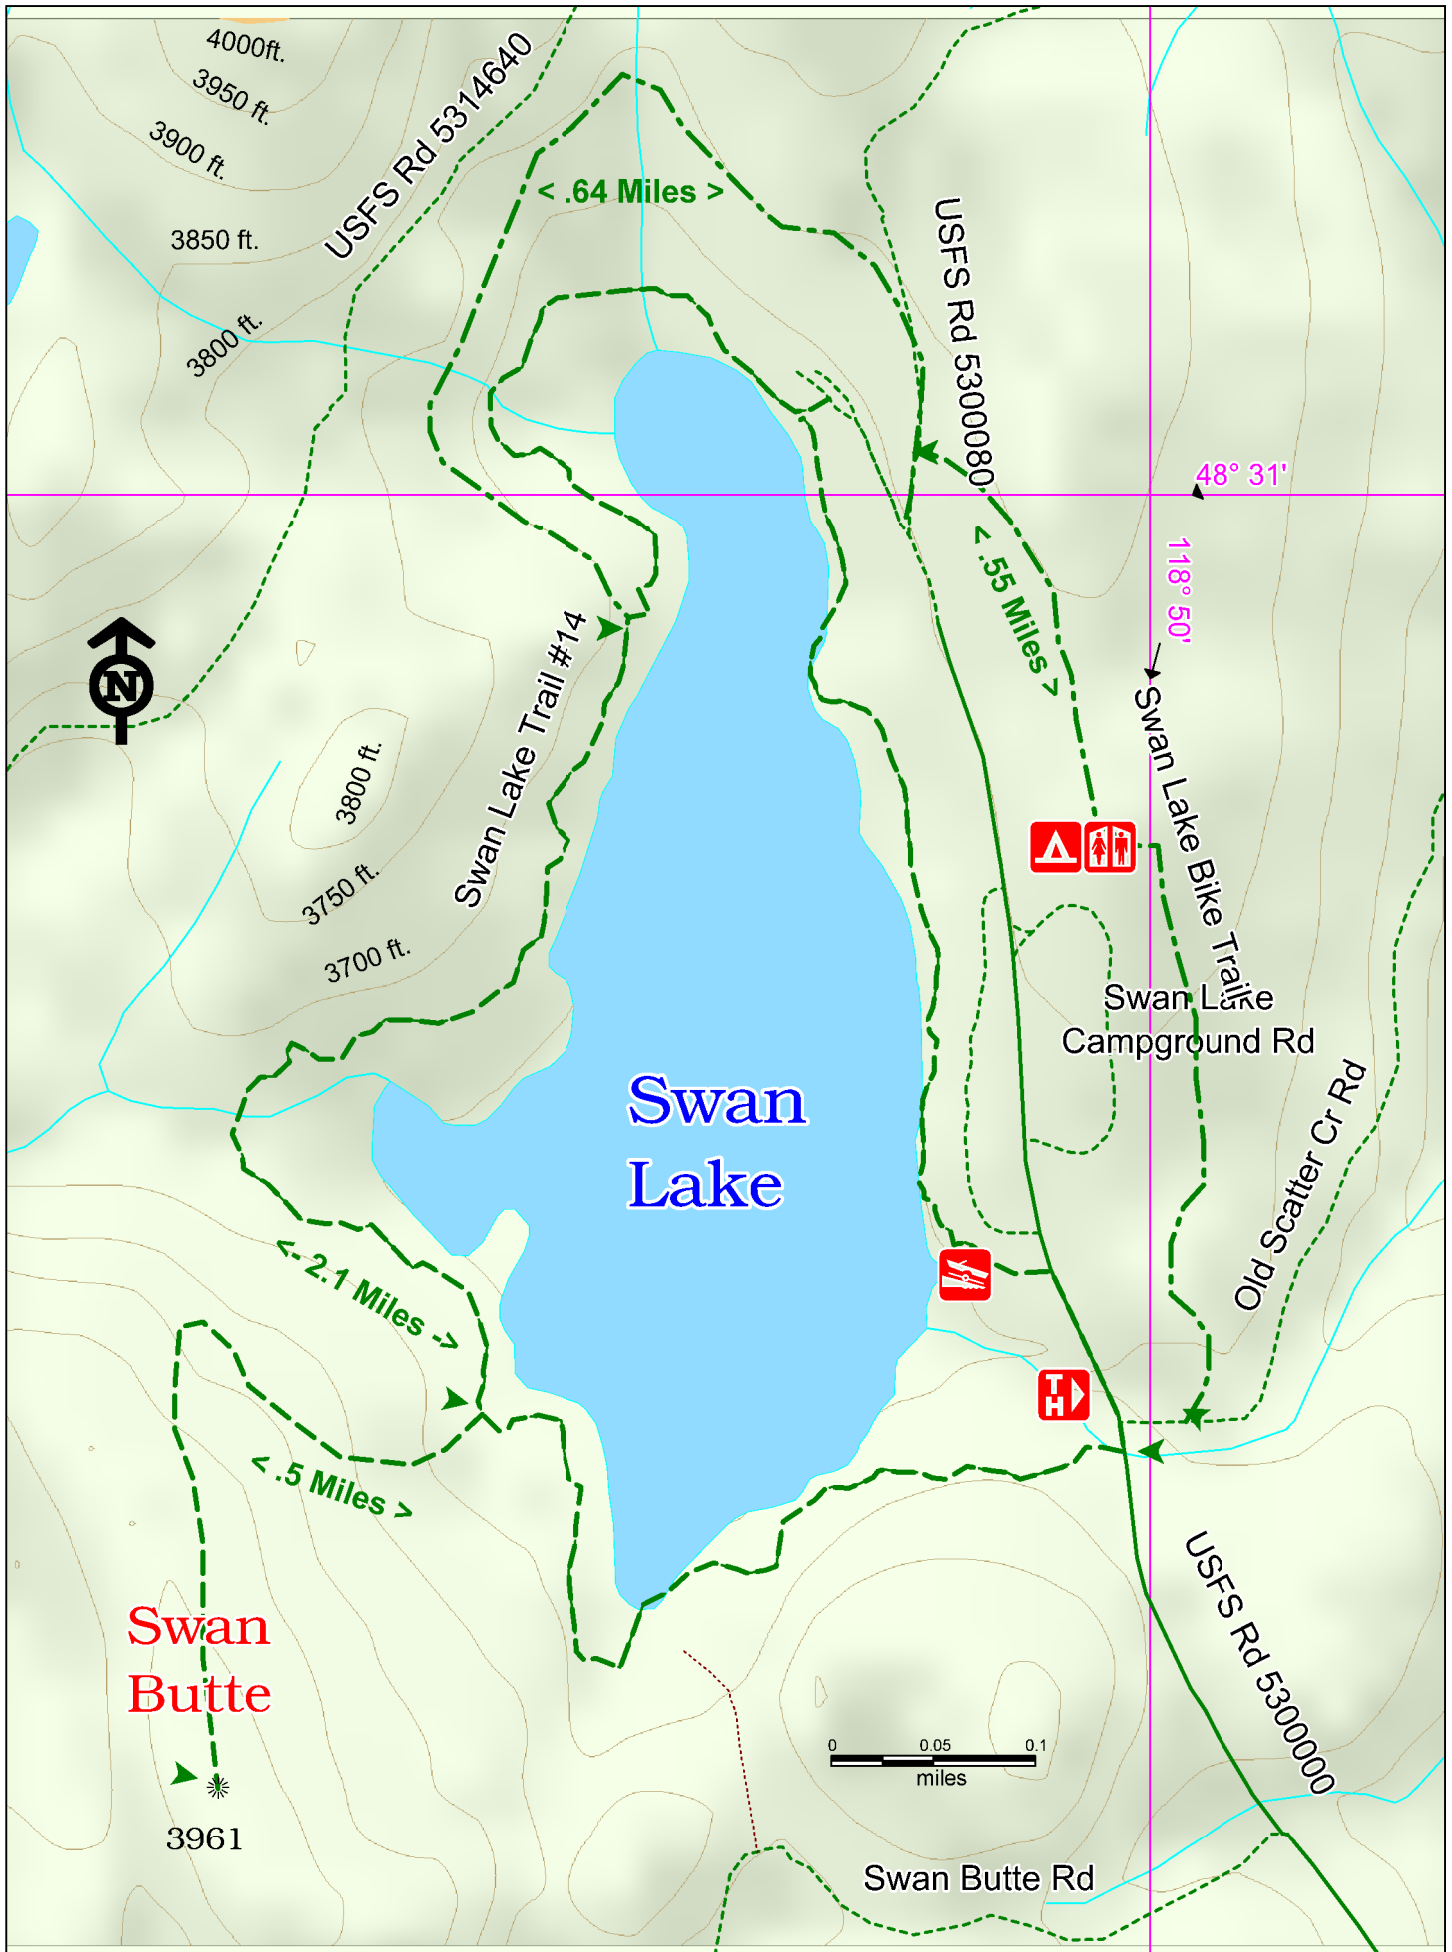 4000ft.
3950 ft.
3900 ft.
3850 ft.
3800 ft.
USFS Rd 5314640
< .64 Miles >
USFS Rd 5300080
48° 31'
118° 50'
< .55 Miles >
N
Swan Lake Trail #14
3800 ft.
3750 ft.
3700 ft.
Swan Lake Bike Trail
Swan Lake
Campground Rd
Swan
Lake
Old Scatter Cr Rd
<- 2.1 Miles ->
TH
< .5 Miles >
Swan
Butte
3961
USFS Rd 5300000
0 0.05 0.1
miles
Swan Butte Rd